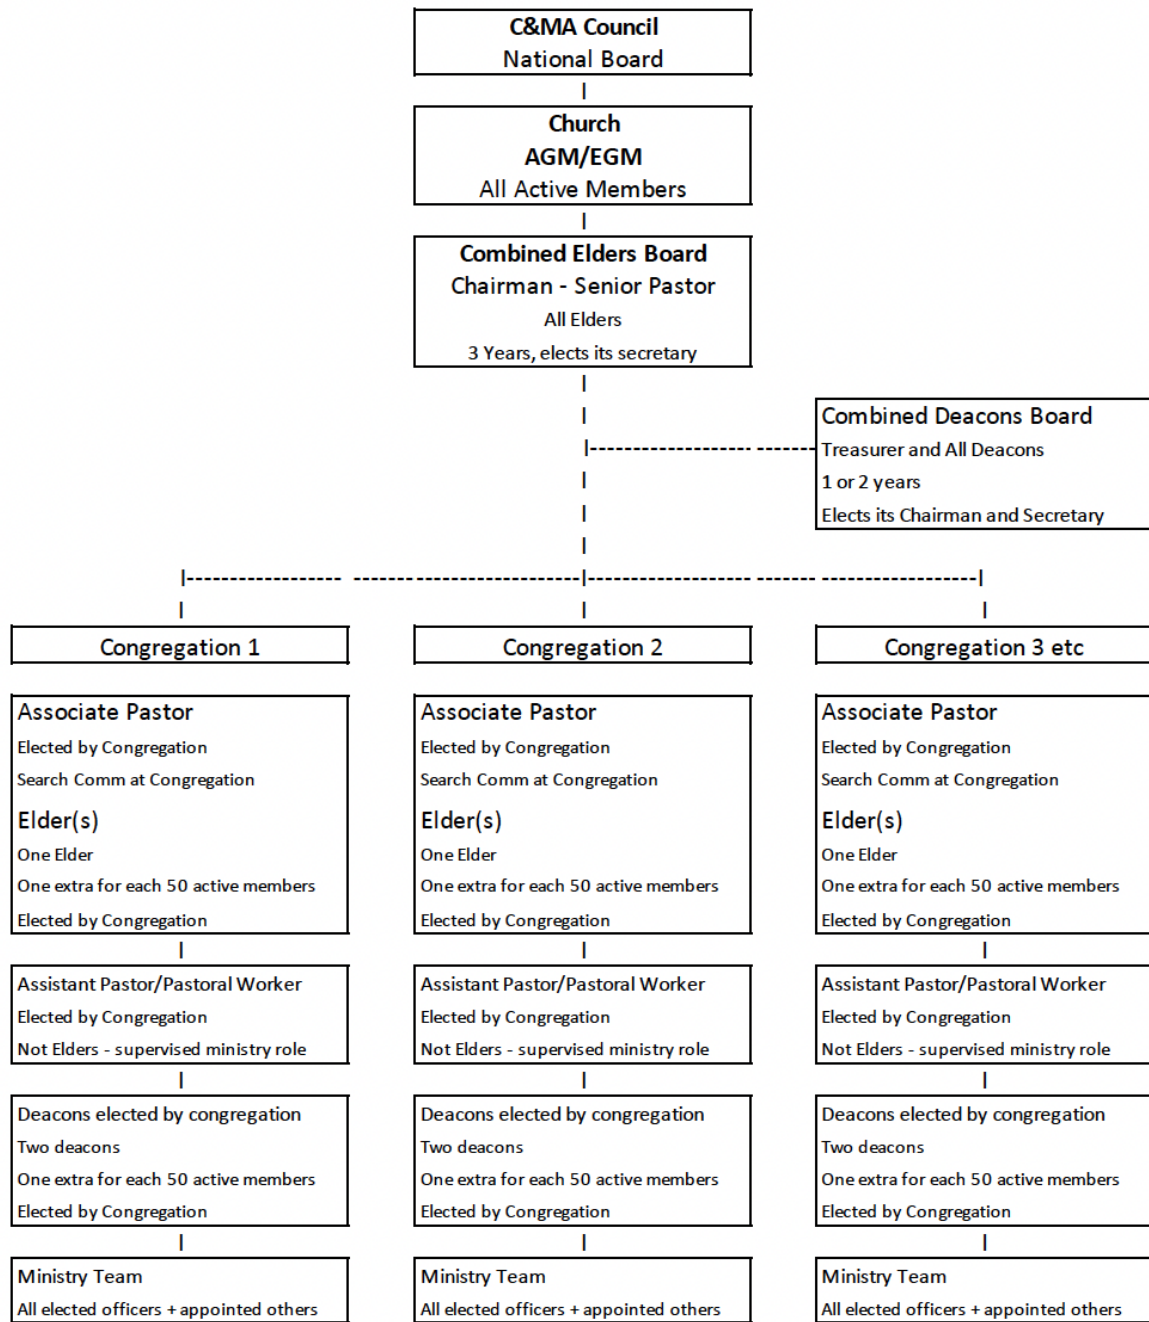 C&MA Council
National Board
Church
AGM/EGM
All Active Members
Combined Elders Board
Chairman - Senior Pastor
All Elders
3 Years, elects its secretary
Combined Deacons Board
Treasurer and All Deacons
1 or 2 years
Elects its Chairman and Secretary
Congregation 1
Congregation 2
Congregation 3 etc
Associate Pastor
Elected by Congregation
Search Comm at Congregation
Elder(s)
One Elder
One extra for each 50 active members
Elected by Congregation
Associate Pastor
Elected by Congregation
Search Comm at Congregation
Elder(s)
One Elder
One extra for each 50 active members
Elected by Congregation
Associate Pastor
Elected by Congregation
Search Comm at Congregation
Elder(s)
One Elder
One extra for each 50 active members
Elected by Congregation
Assistant Pastor/Pastoral Worker
Elected by Congregation
Not Elders - supervised ministry role
Assistant Pastor/Pastoral Worker
Elected by Congregation
Not Elders - supervised ministry role
Assistant Pastor/Pastoral Worker
Elected by Congregation
Not Elders - supervised ministry role
Deacons elected by congregation
Two deacons
One extra for each 50 active members
Elected by Congregation
Deacons elected by congregation
Two deacons
One extra for each 50 active members
Elected by Congregation
Deacons elected by congregation
Two deacons
One extra for each 50 active members
Elected by Congregation
Ministry Team
All elected officers + appointed others
Ministry Team
All elected officers + appointed others
Ministry Team
All elected officers + appointed others